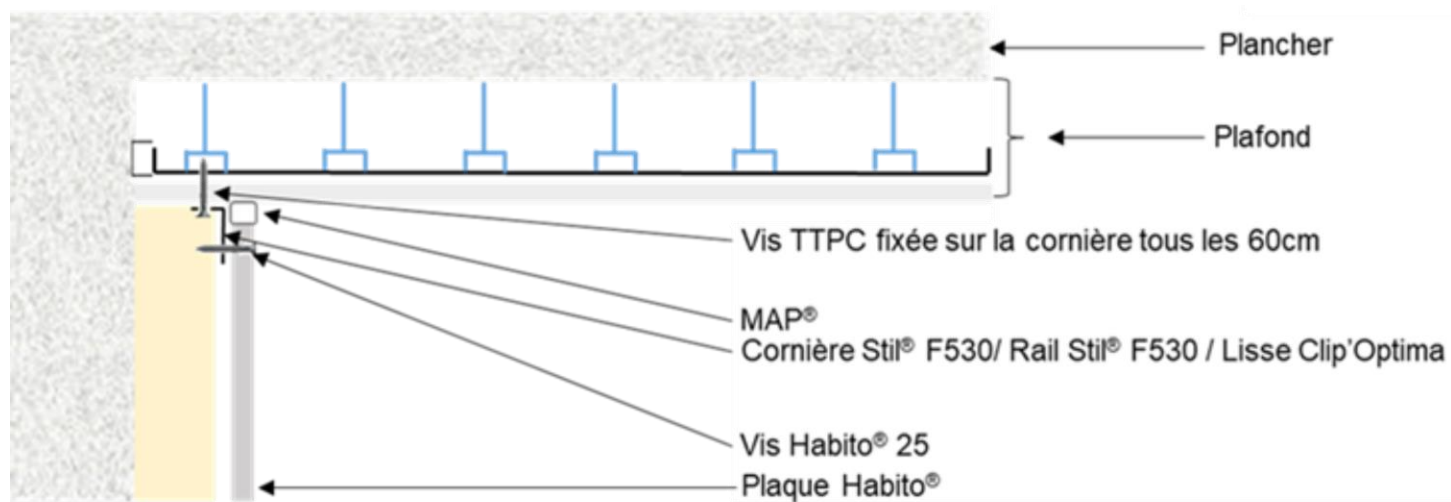 Plancher
Plafond
Vis TTPC fixée sur la cornière tous les 60cm
MAP®
Cornière Stil® F530/ Rail Stil® F530 / Lisse Clip'Optima
Vis Habito® 25
Plaque Habito®